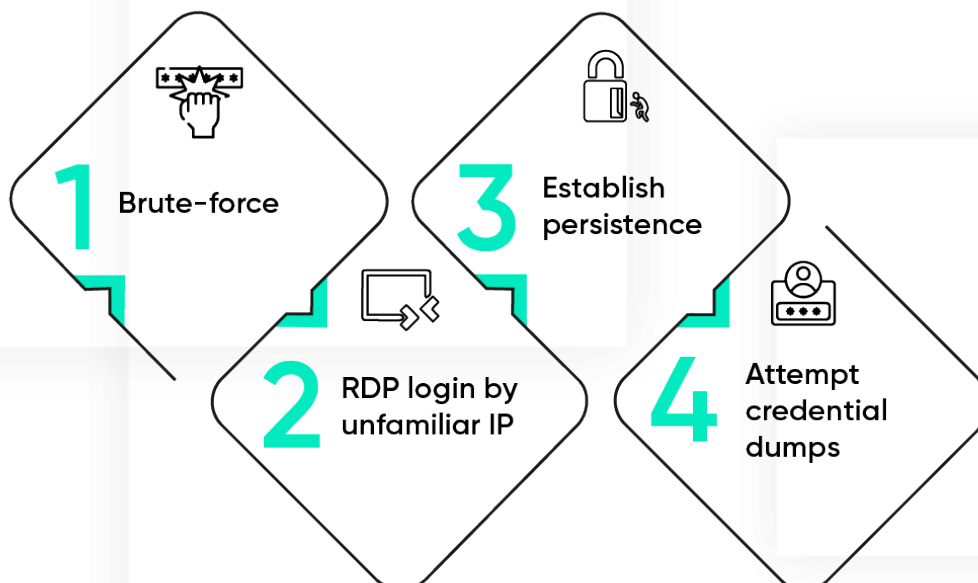 1
Brute-force
2
RDP login by
unfamiliar IP
3
Establish
persistence
4
Attempt
credential
dumps